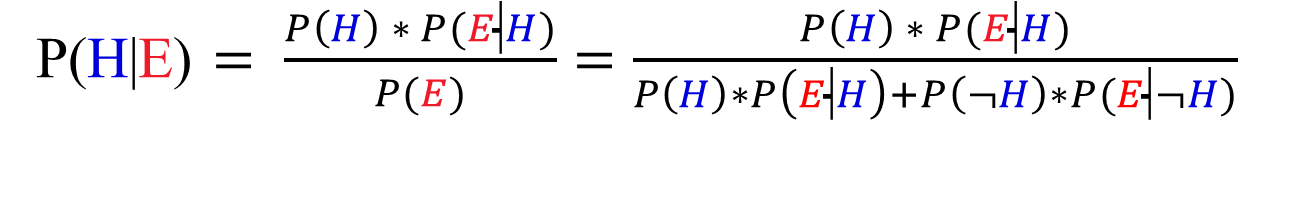 P(H|E) = P(H) * P(E|H) / P(E) = P(H) * P(E|H) / P(H)*P(E|H)+P(¬H)*P(E|¬H)